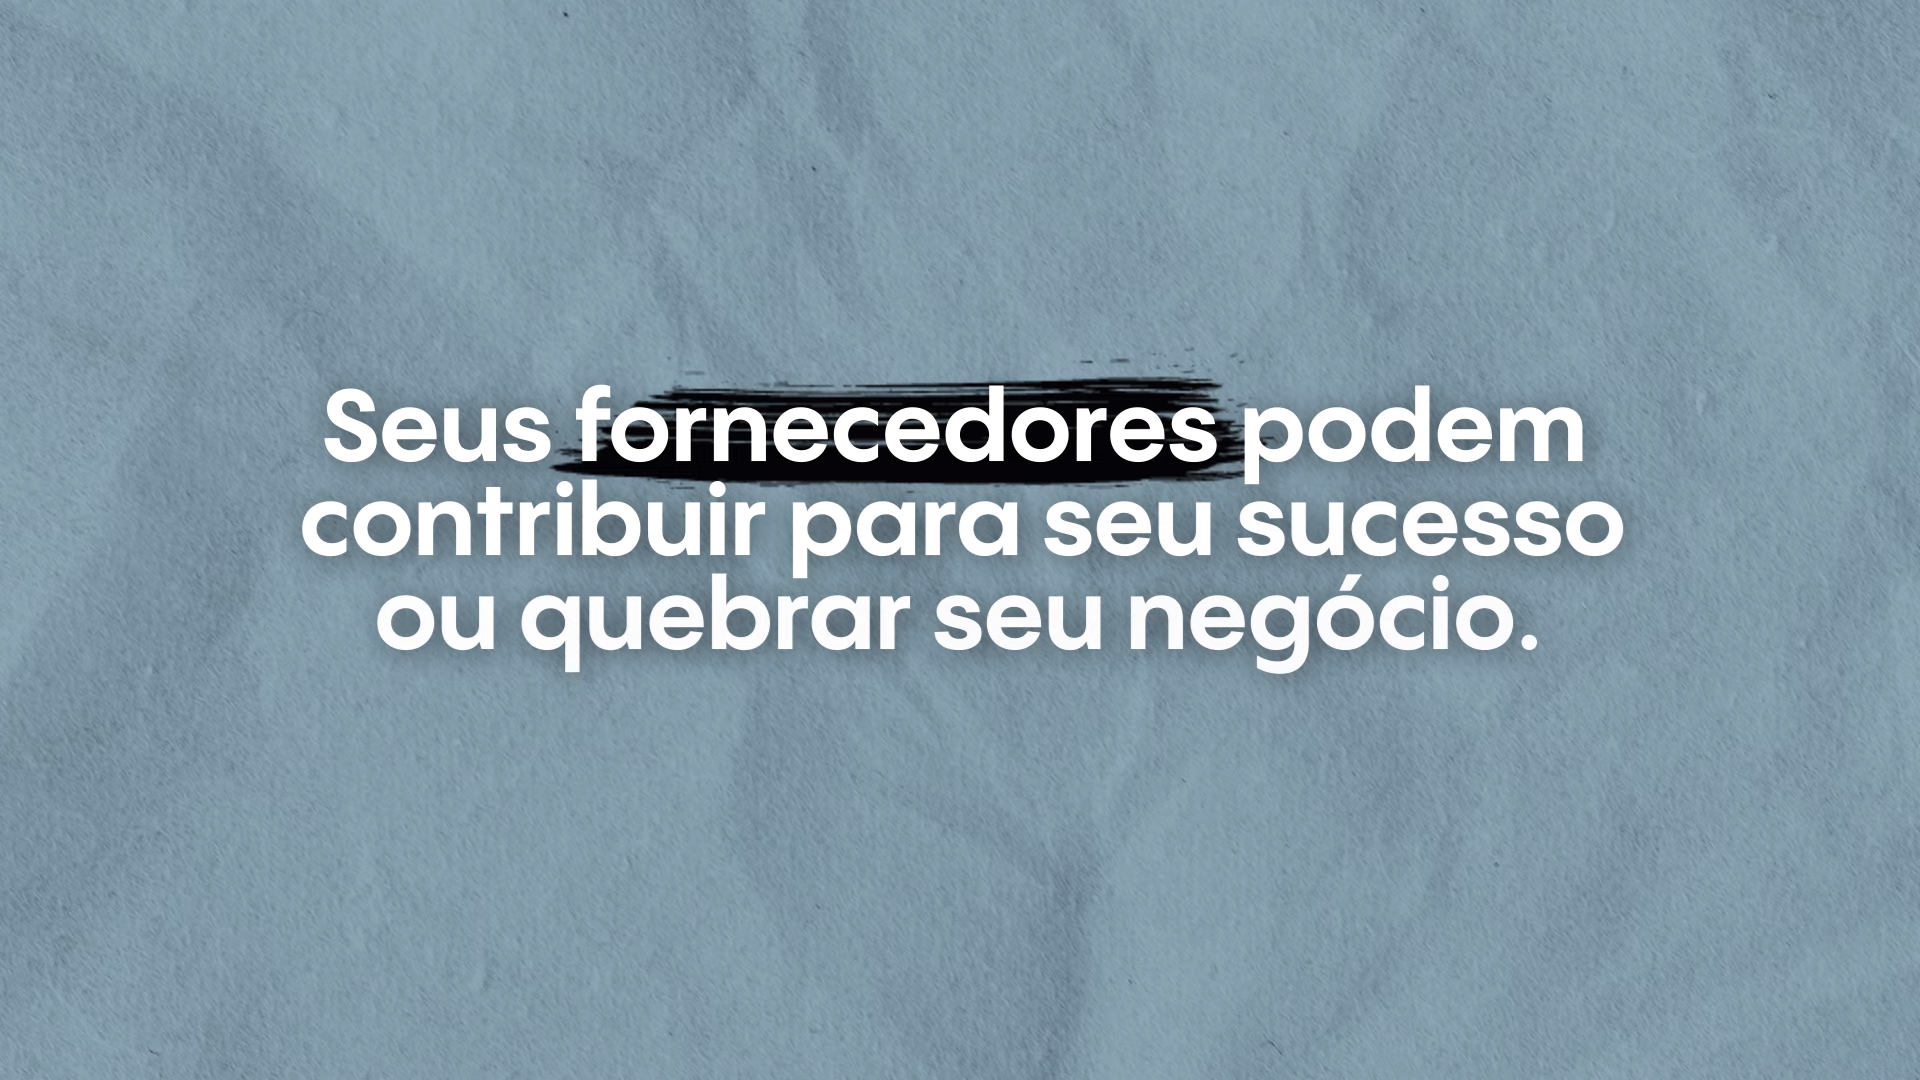 Seus fornecedores podem
contribuir para seu sucesso
ou quebrar seu negócio.